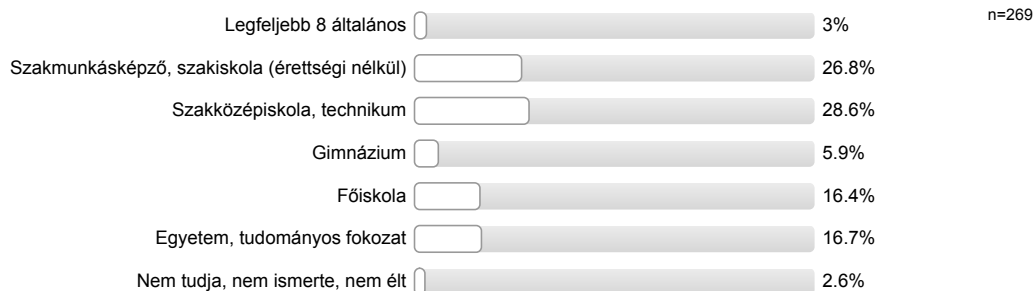 Legfeljebb 8 általános 3% n=269
Szakmunkásképző, szakiskola (érettségi nélkül) 26.8%
Szakközépiskola, technikum 28.6%
Gimnázium 5.9%
Főiskola 16.4%
Egyetem, tudományos fokozat 16.7%
Nem tudja, nem ismerte, nem élt 2.6%